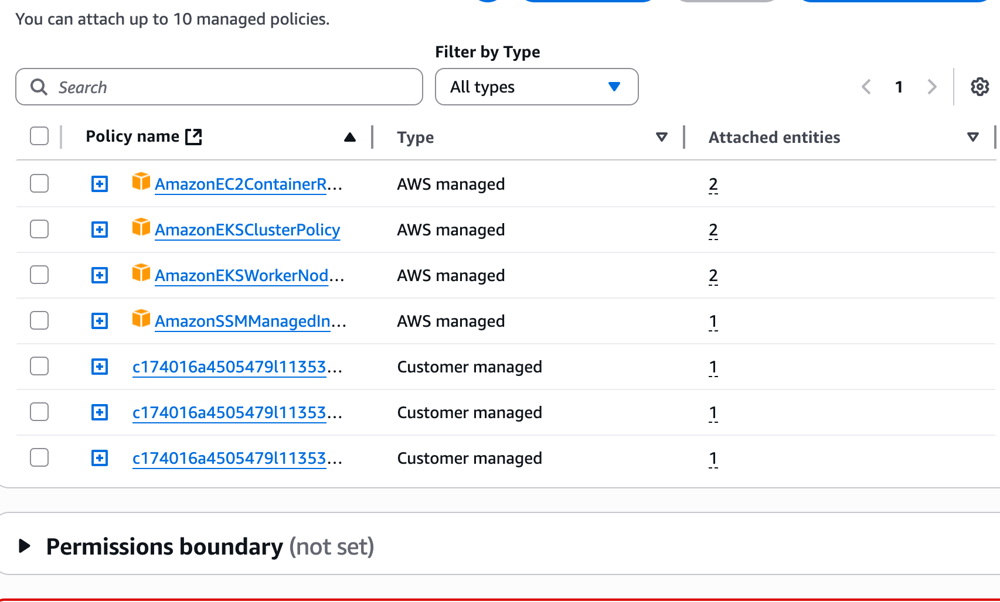 You can attach up to 10 managed policies.
Filter by Type
Search
All types
1
Policy name
Type
Attached entities
AmazonEC2ContainerR... AWS managed 2
AmazonEKSClusterPolicy AWS managed 2
AmazonEKSWorkerNod... AWS managed 2
AmazonSSMManagedIn... AWS managed 1
c174016a4505479l11353... Customer managed 1
c174016a4505479l11353... Customer managed 1
c174016a4505479l11353... Customer managed 1
Permissions boundary (not set)